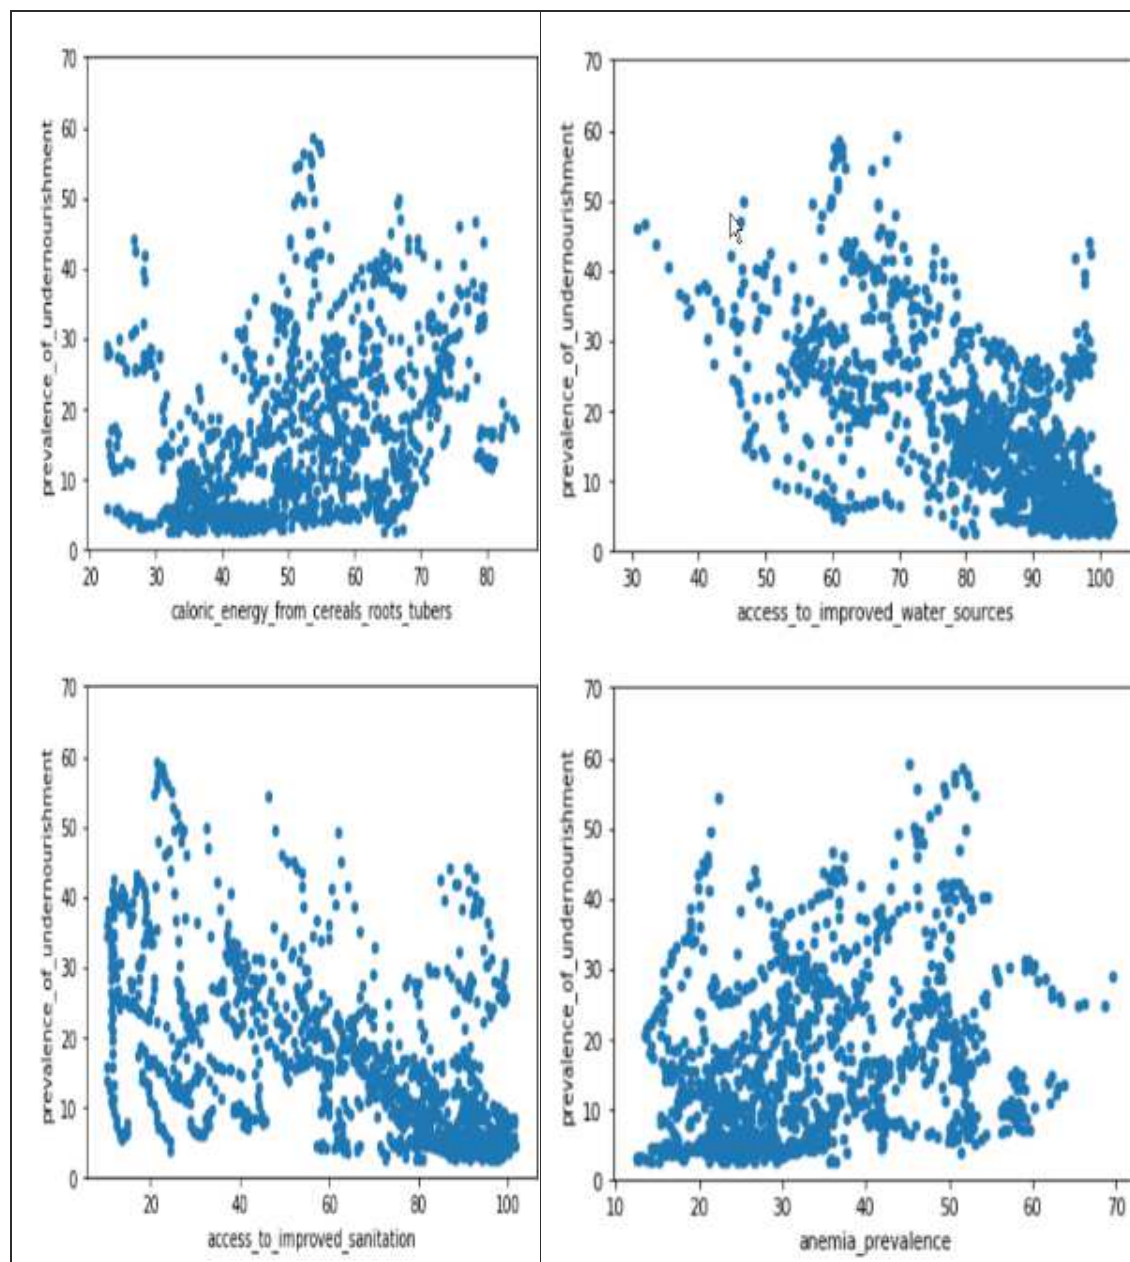 70
60
50
40
30
20
10
0
prevalence_of_undernourishment
20 30 40 50 60 70 80
caloric_energy_from_cereals_roots_tubers
70
60
50
40
30
20
10
0
prevalence_of_undernourishment
30 40 50 60 70 80 90 100
access_to_improved_water_sources
70
60
50
40
30
20
10
0
prevalence_of_undernourishment
20 40 60 80 100
access_to_improved_sanitation
70
60
50
40
30
20
10
0
prevalence_of_undernourishment
10 20 30 40 50 60 70
anemia_prevalence